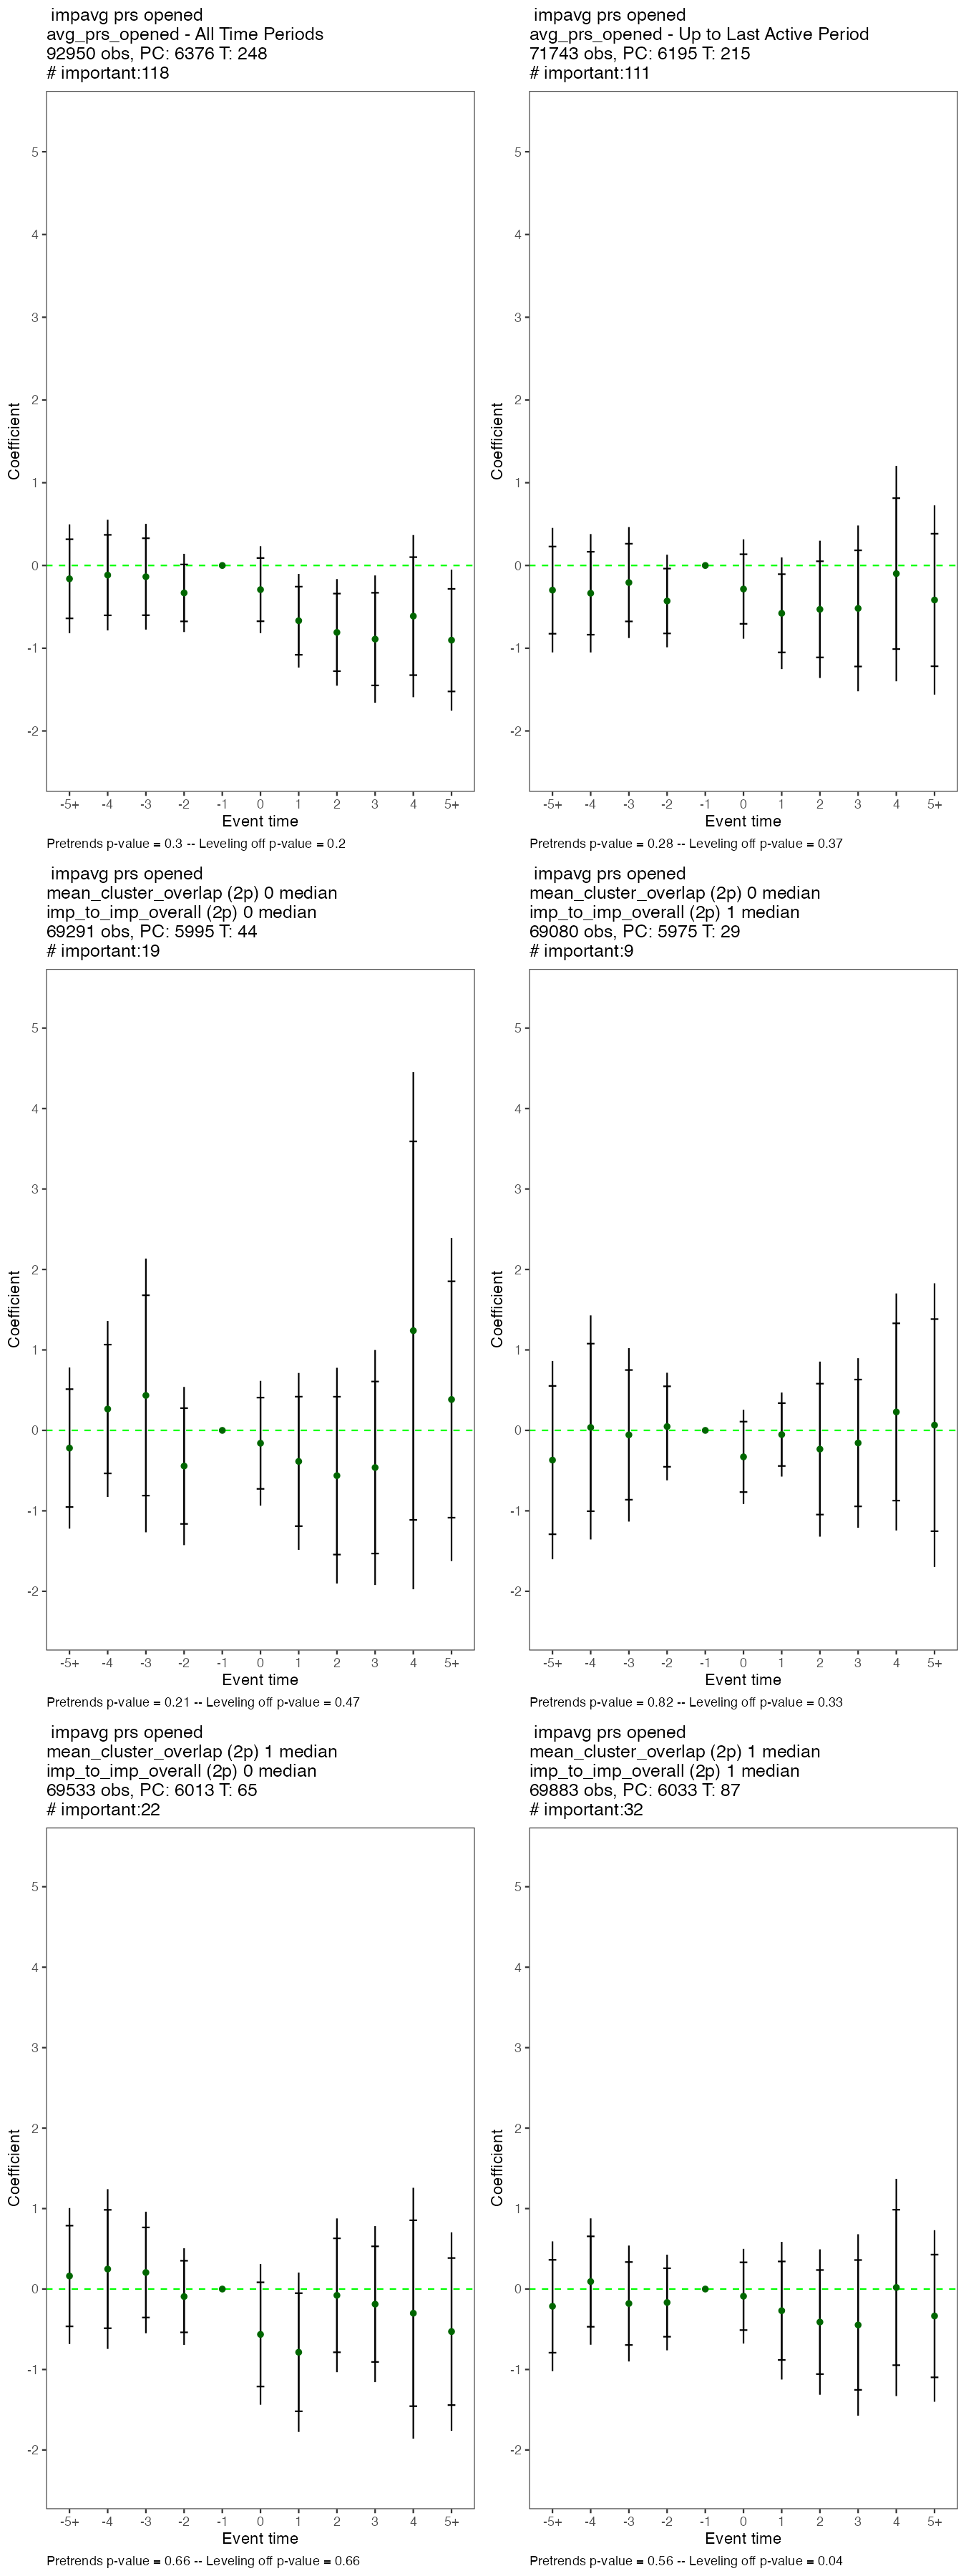 impavg prs opened
avg_prs_opened - All Time Periods
92950 obs, PC: 6376 T: 248
# important:118
Coefficient
5
4
3
2
1
0
-1
-2
-5+ -4 -3 -2 -1 0 1 2 3 4 5+
Event time
Pretrends p-value = 0.3 -- Leveling off p-value = 0.2
impavg prs opened
avg_prs_opened - Up to Last Active Period
71743 obs, PC: 6195 T: 215
# important:111
Coefficient
5
4
3
2
1
0
-1
-2
-5+ -4 -3 -2 -1 0 1 2 3 4 5+
Event time
Pretrends p-value = 0.28 -- Leveling off p-value = 0.37
impavg prs opened
mean_cluster_overlap (2p) 0 median
imp_to_imp_overall (2p) 0 median
69291 obs, PC: 5995 T: 44
# important:19
Coefficient
5
4
3
2
1
0
-1
-2
-5+ -4 -3 -2 -1 0 1 2 3 4 5+
Event time
Pretrends p-value = 0.21 -- Leveling off p-value = 0.47
impavg prs opened
mean_cluster_overlap (2p) 0 median
imp_to_imp_overall (2p) 1 median
69080 obs, PC: 5975 T: 29
# important:9
Coefficient
5
4
3
2
1
0
-1
-2
-5+ -4 -3 -2 -1 0 1 2 3 4 5+
Event time
Pretrends p-value = 0.82 -- Leveling off p-value = 0.33
impavg prs opened
mean_cluster_overlap (2p) 1 median
imp_to_imp_overall (2p) 0 median
69533 obs, PC: 6013 T: 65
# important:22
Coefficient
5
4
3
2
1
0
-1
-2
-5+ -4 -3 -2 -1 0 1 2 3 4 5+
Event time
Pretrends p-value = 0.66 -- Leveling off p-value = 0.66
impavg prs opened
mean_cluster_overlap (2p) 1 median
imp_to_imp_overall (2p) 1 median
69883 obs, PC: 6033 T: 87
# important:32
Coefficient
5
4
3
2
1
0
-1
-2
-5+ -4 -3 -2 -1 0 1 2 3 4 5+
Event time
Pretrends p-value = 0.56 -- Leveling off p-value = 0.04